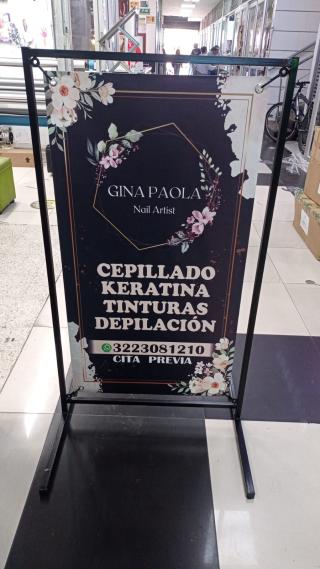 GINA PAOLA
Nail Artist
CEPILLADO
KERATINA
TINTURAS
DEPILACIÓN
3223081210
CITA PREVIA